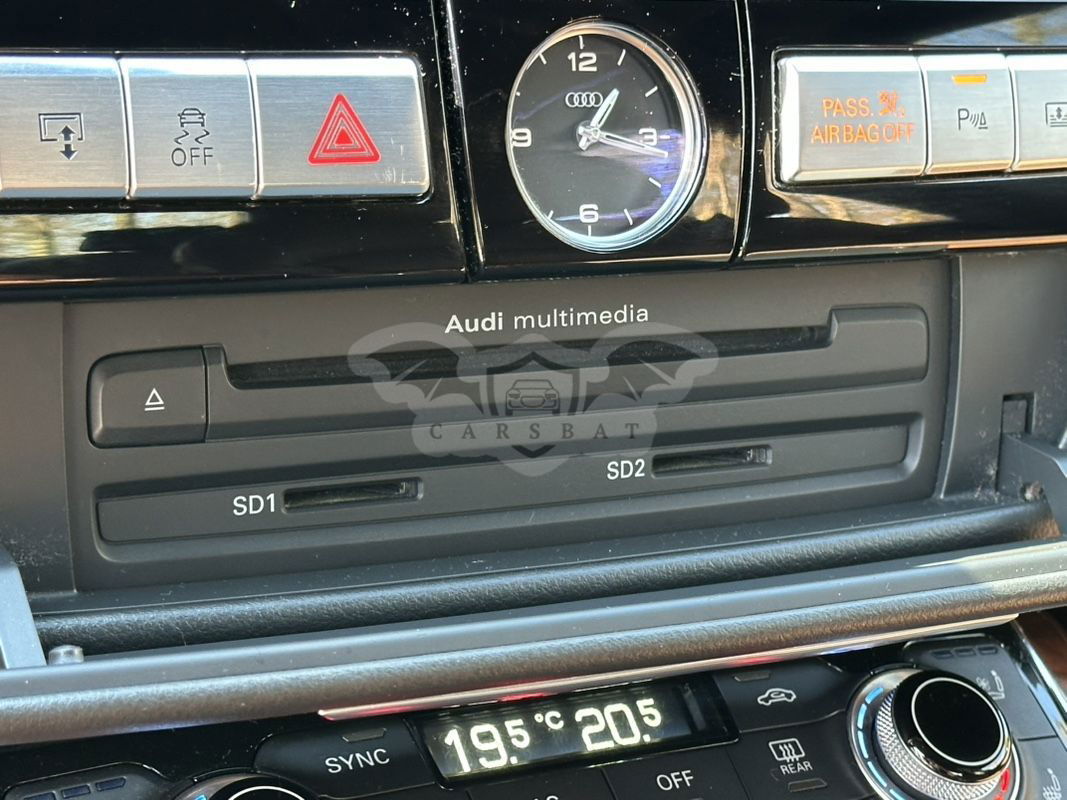 12
9
3
6
OFF
PASS.
AIR BAG OFF
P
Audi multimedia
CARSBAT
SD1
SD2
SYNC
19.5 °C 20.5
OFF
REAR